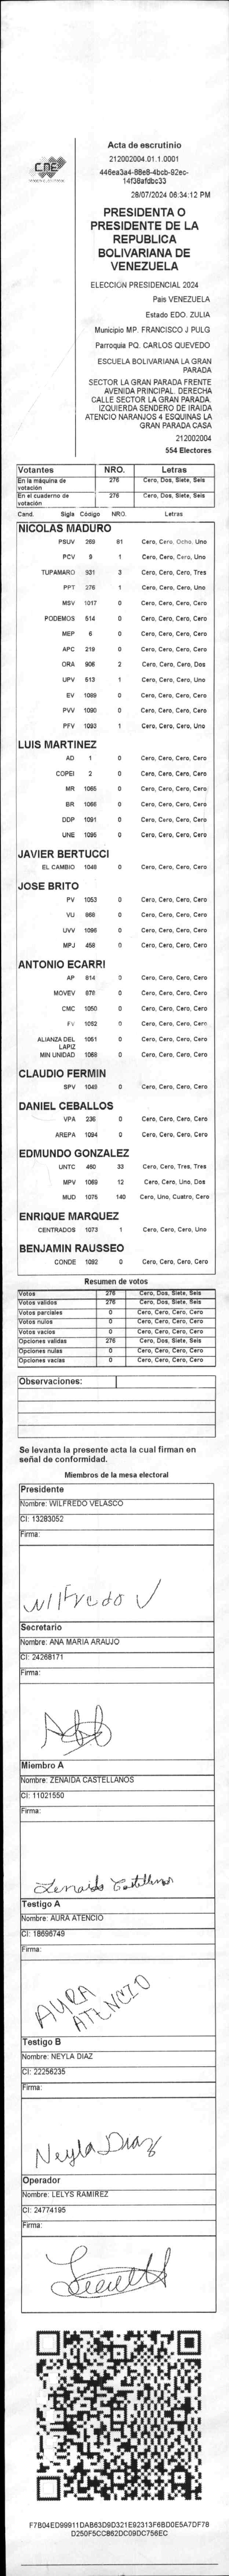 CNE
Acta de escrutinio
212002004.01.1.0001
446ea3a4-88e8-4bcb-92ec-
14f38afdbc33
28/07/2024 06:34:12 PM
PRESIDENTA O
PRESIDENTE DE LA
REPUBLICA
BOLIVARIANA DE
VENEZUELA
ELECCIÓN PRESIDENCIAL 2024
País VENEZUELA
Estado EDO. ZULIA
Municipio MP. FRANCISCO J PULG
Parroquia PQ. CARLOS QUEVEDO
ESCUELA BOLIVARIANA LA GRAN
PARADA
SECTOR LA GRAN PARADA FRENTE
AVENIDA PRINCIPAL. DERECHA
CALLE SECTOR LA GRAN PARADA.
IZQUIERDA SENDERO DE IRAIDA
ATENCIO NARANJOS 4 ESQUINAS LA
GRAN PARADA CASA
212002004
554 Electores
Votantes NRO. Letras
En la máquina de votación 276 Cero, Dos, Siete, Seis
En el cuaderno de votación 276 Cero, Dos, Siete, Seis
Cand. Sigla Código NRO. Letras
NICOLAS MADURO
PSUV 269 81 Cero, Cero, Ocho, Uno
PCV 9 1 Cero, Cero, Cero, Uno
TUPAMARO 931 3 Cero, Cero, Cero, Tres
PPT 276 1 Cero, Cero, Cero, Uno
MSV 1017 0 Cero, Cero, Cero, Cero
PODEMOS 514 0 Cero, Cero, Cero, Cero
MEP 6 0 Cero, Cero, Cero, Cero
APC 219 0 Cero, Cero, Cero, Cero
ORA 906 2 Cero, Cero, Cero, Dos
UPV 513 1 Cero, Cero, Cero, Uno
EV 1089 0 Cero, Cero, Cero, Cero
PVV 1090 0 Cero, Cero, Cero, Cero
PFV 1093 1 Cero, Cero, Cero, Uno
LUIS MARTINEZ
AD 1 0 Cero, Cero, Cero, Cero
COPEI 2 0 Cero, Cero, Cero, Cero
MR 1065 0 Cero, Cero, Cero, Cero
BR 1066 0 Cero, Cero, Cero, Cero
DDP 1091 0 Cero, Cero, Cero, Cero
UNE 1095 0 Cero, Cero, Cero, Cero
JAVIER BERTUCCI
EL CAMBIO 1046 0 Cero, Cero, Cero, Cero
JOSE BRITO
PV 1053 0 Cero, Cero, Cero, Cero
VU 868 0 Cero, Cero, Cero, Cero
UVV 1096 0 Cero, Cero, Cero, Cero
MPJ 458 0 Cero, Cero, Cero, Cero
ANTONIO ECARRI
AP 814 0 Cero, Cero, Cero, Cero
MOVEV 876 0 Cero, Cero, Cero, Cero
CMC 1050 0 Cero, Cero, Cero, Cero
FV 1052 0 Cero, Cero, Cero, Cero
ALIANZA DEL LAPIZ 1061 0 Cero, Cero, Cero, Cero
MIN UNIDAD 1068 0 Cero, Cero, Cero, Cero
CLAUDIO FERMIN
SPV 1049 0 Cero, Cero, Cero, Cero
DANIEL CEBALLOS
VPA 236 0 Cero, Cero, Cero, Cero
AREPA 1094 0 Cero, Cero, Cero, Cero
EDMUNDO GONZALEZ
UNTC 460 33 Cero, Cero, Tres, Tres
MPV 1069 12 Cero, Cero, Uno, Dos
MUD 1075 140 Cero, Uno, Cuatro, Cero
ENRIQUE MARQUEZ
CENTRADOS 1073 1 Cero, Cero, Cero, Uno
BENJAMIN RAUSSEO
CONDE 1092 0 Cero, Cero, Cero, Cero
Resumen de votos
Votos 276 Cero, Dos, Siete, Seis
Votos validos 276 Cero, Dos, Siete, Seis
Votos parciales 0 Cero, Cero, Cero, Cero
Votos nulos 0 Cero, Cero, Cero, Cero
Votos vacíos 0 Cero, Cero, Cero, Cero
Opciones validas 276 Cero, Dos, Siete, Seis
Opciones nulas 0 Cero, Cero, Cero, Cero
Opciones vacías 0 Cero, Cero, Cero, Cero
Observaciones:
Se levanta la presente acta la cual firman en
señal de conformidad.
Miembros de la mesa electoral
Presidente
Nombre: WILFREDO VELASCO
CI: 13283052
Firma:
Wilfredo V
Secretario
Nombre: ANA MARIA ARAUJO
CI: 24268171
Firma:
Miembro A
Nombre: ZENAIDA CASTELLANOS
CI: 11021550
Firma:
Zenaida Castellanos
Testigo A
Nombre: AURA ATENCIO
CI: 18696749
Firma:
AURA
ATENCIO
Testigo B
Nombre: NEYLA DIAZ
CI: 22256235
Firma:
Neyla Diaz
Operador
Nombre: LELYS RAMIREZ
CI: 24774195
Firma:
F7B04ED99911DAB63D9D321E92313F6BD0E5A7DF78
D250F5CC862DC09DC756EC